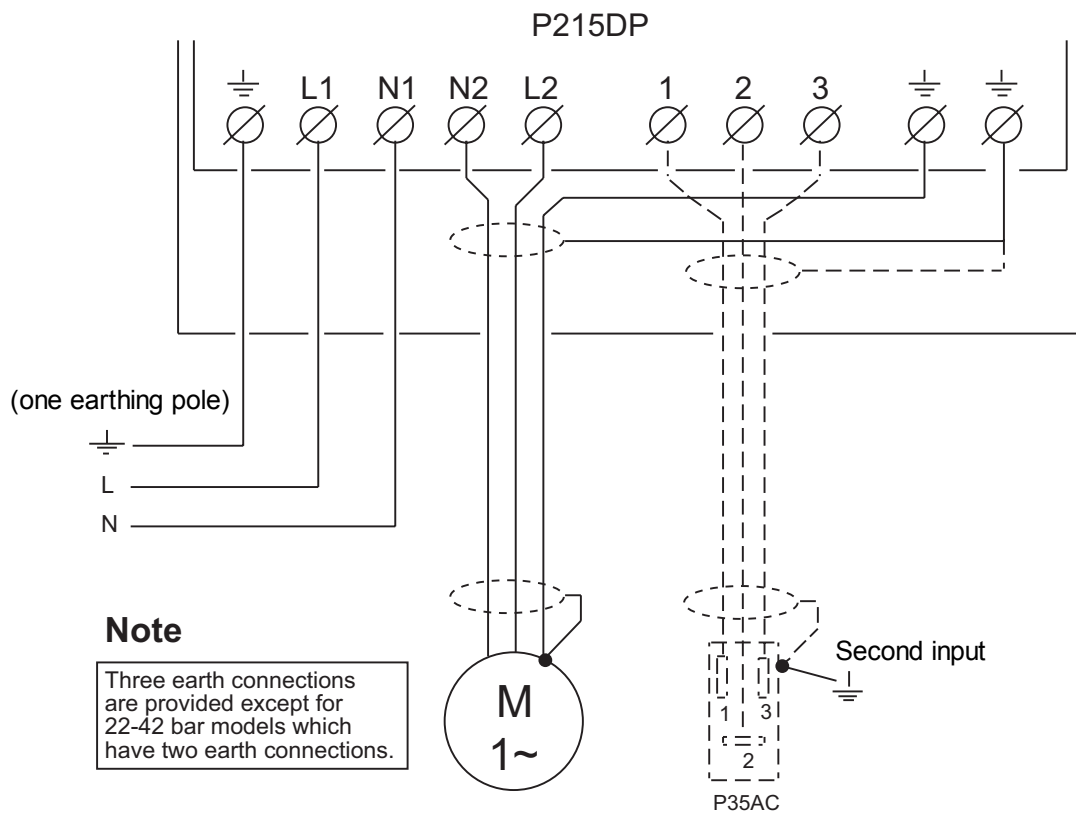 P215DP
L1 N1 N2 L2 1 2 3
(one earthing pole)
L
N
Note
Three earth connections
are provided except for
22-42 bar models which
have two earth connections.
M
1~
Second input
1 3
2
P35AC